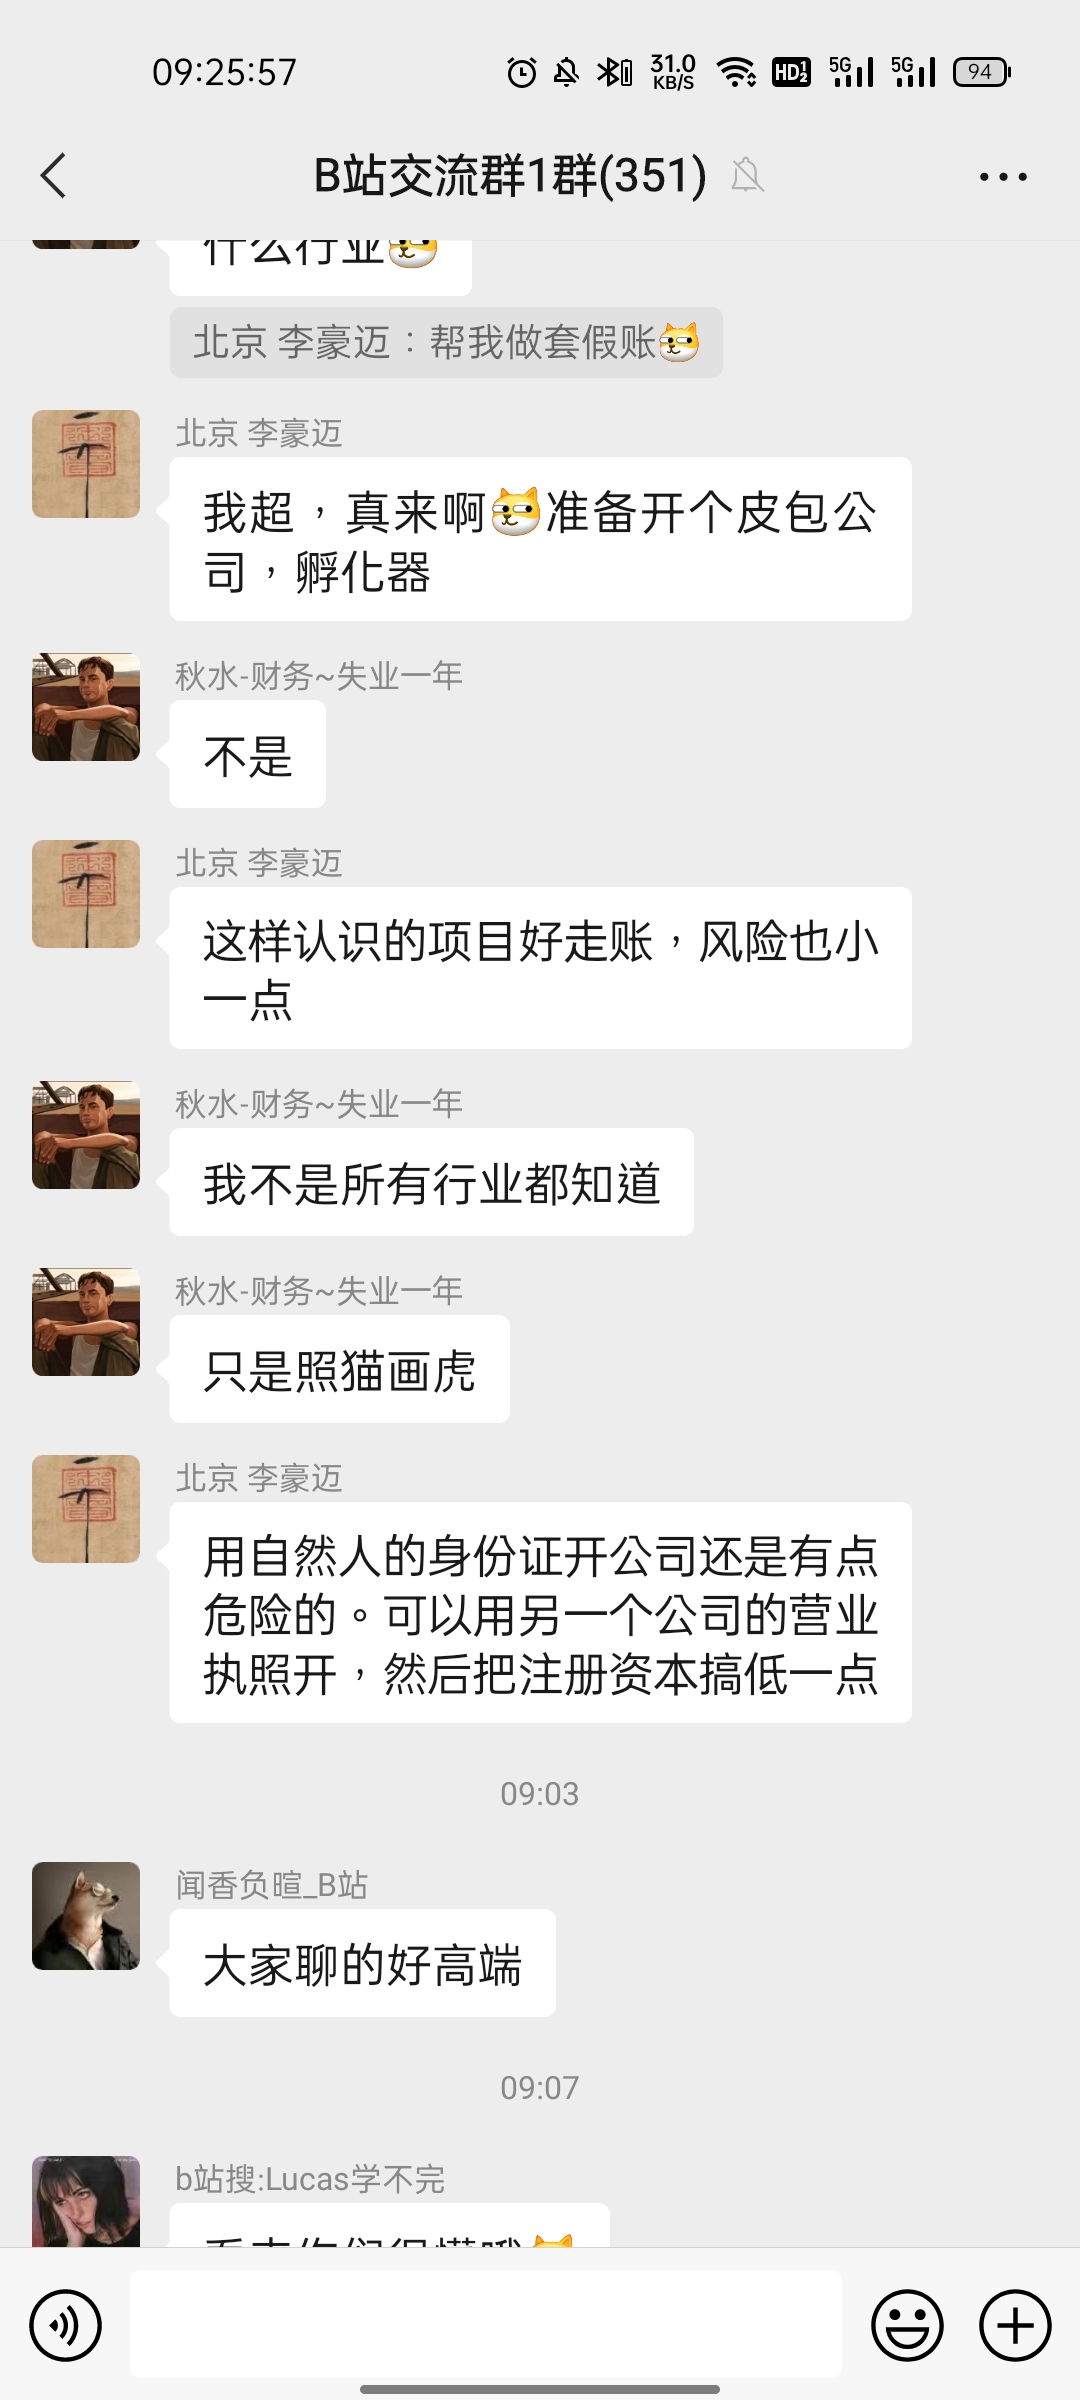 09:25:57 31.0 KB/S HD 1 2 5G 5G 94
B站交流群1群(351)
什么行业
北京 李豪迈：帮我做套假账
北京 李豪迈
我超，真来啊准备开个皮包公
司，孵化器
秋水-财务~失业一年
不是
北京 李豪迈
这样认识的项目好走账，风险也小
一点
秋水-财务~失业一年
我不是所有行业都知道
秋水-财务~失业一年
只是照猫画虎
北京 李豪迈
用自然人的身份证开公司还是有点
危险的。可以用另一个公司的营业
执照开，然后把注册资本搞低一点
09:03
闻香负暄_B站
大家聊的好高端
09:07
b站搜:Lucas学不完